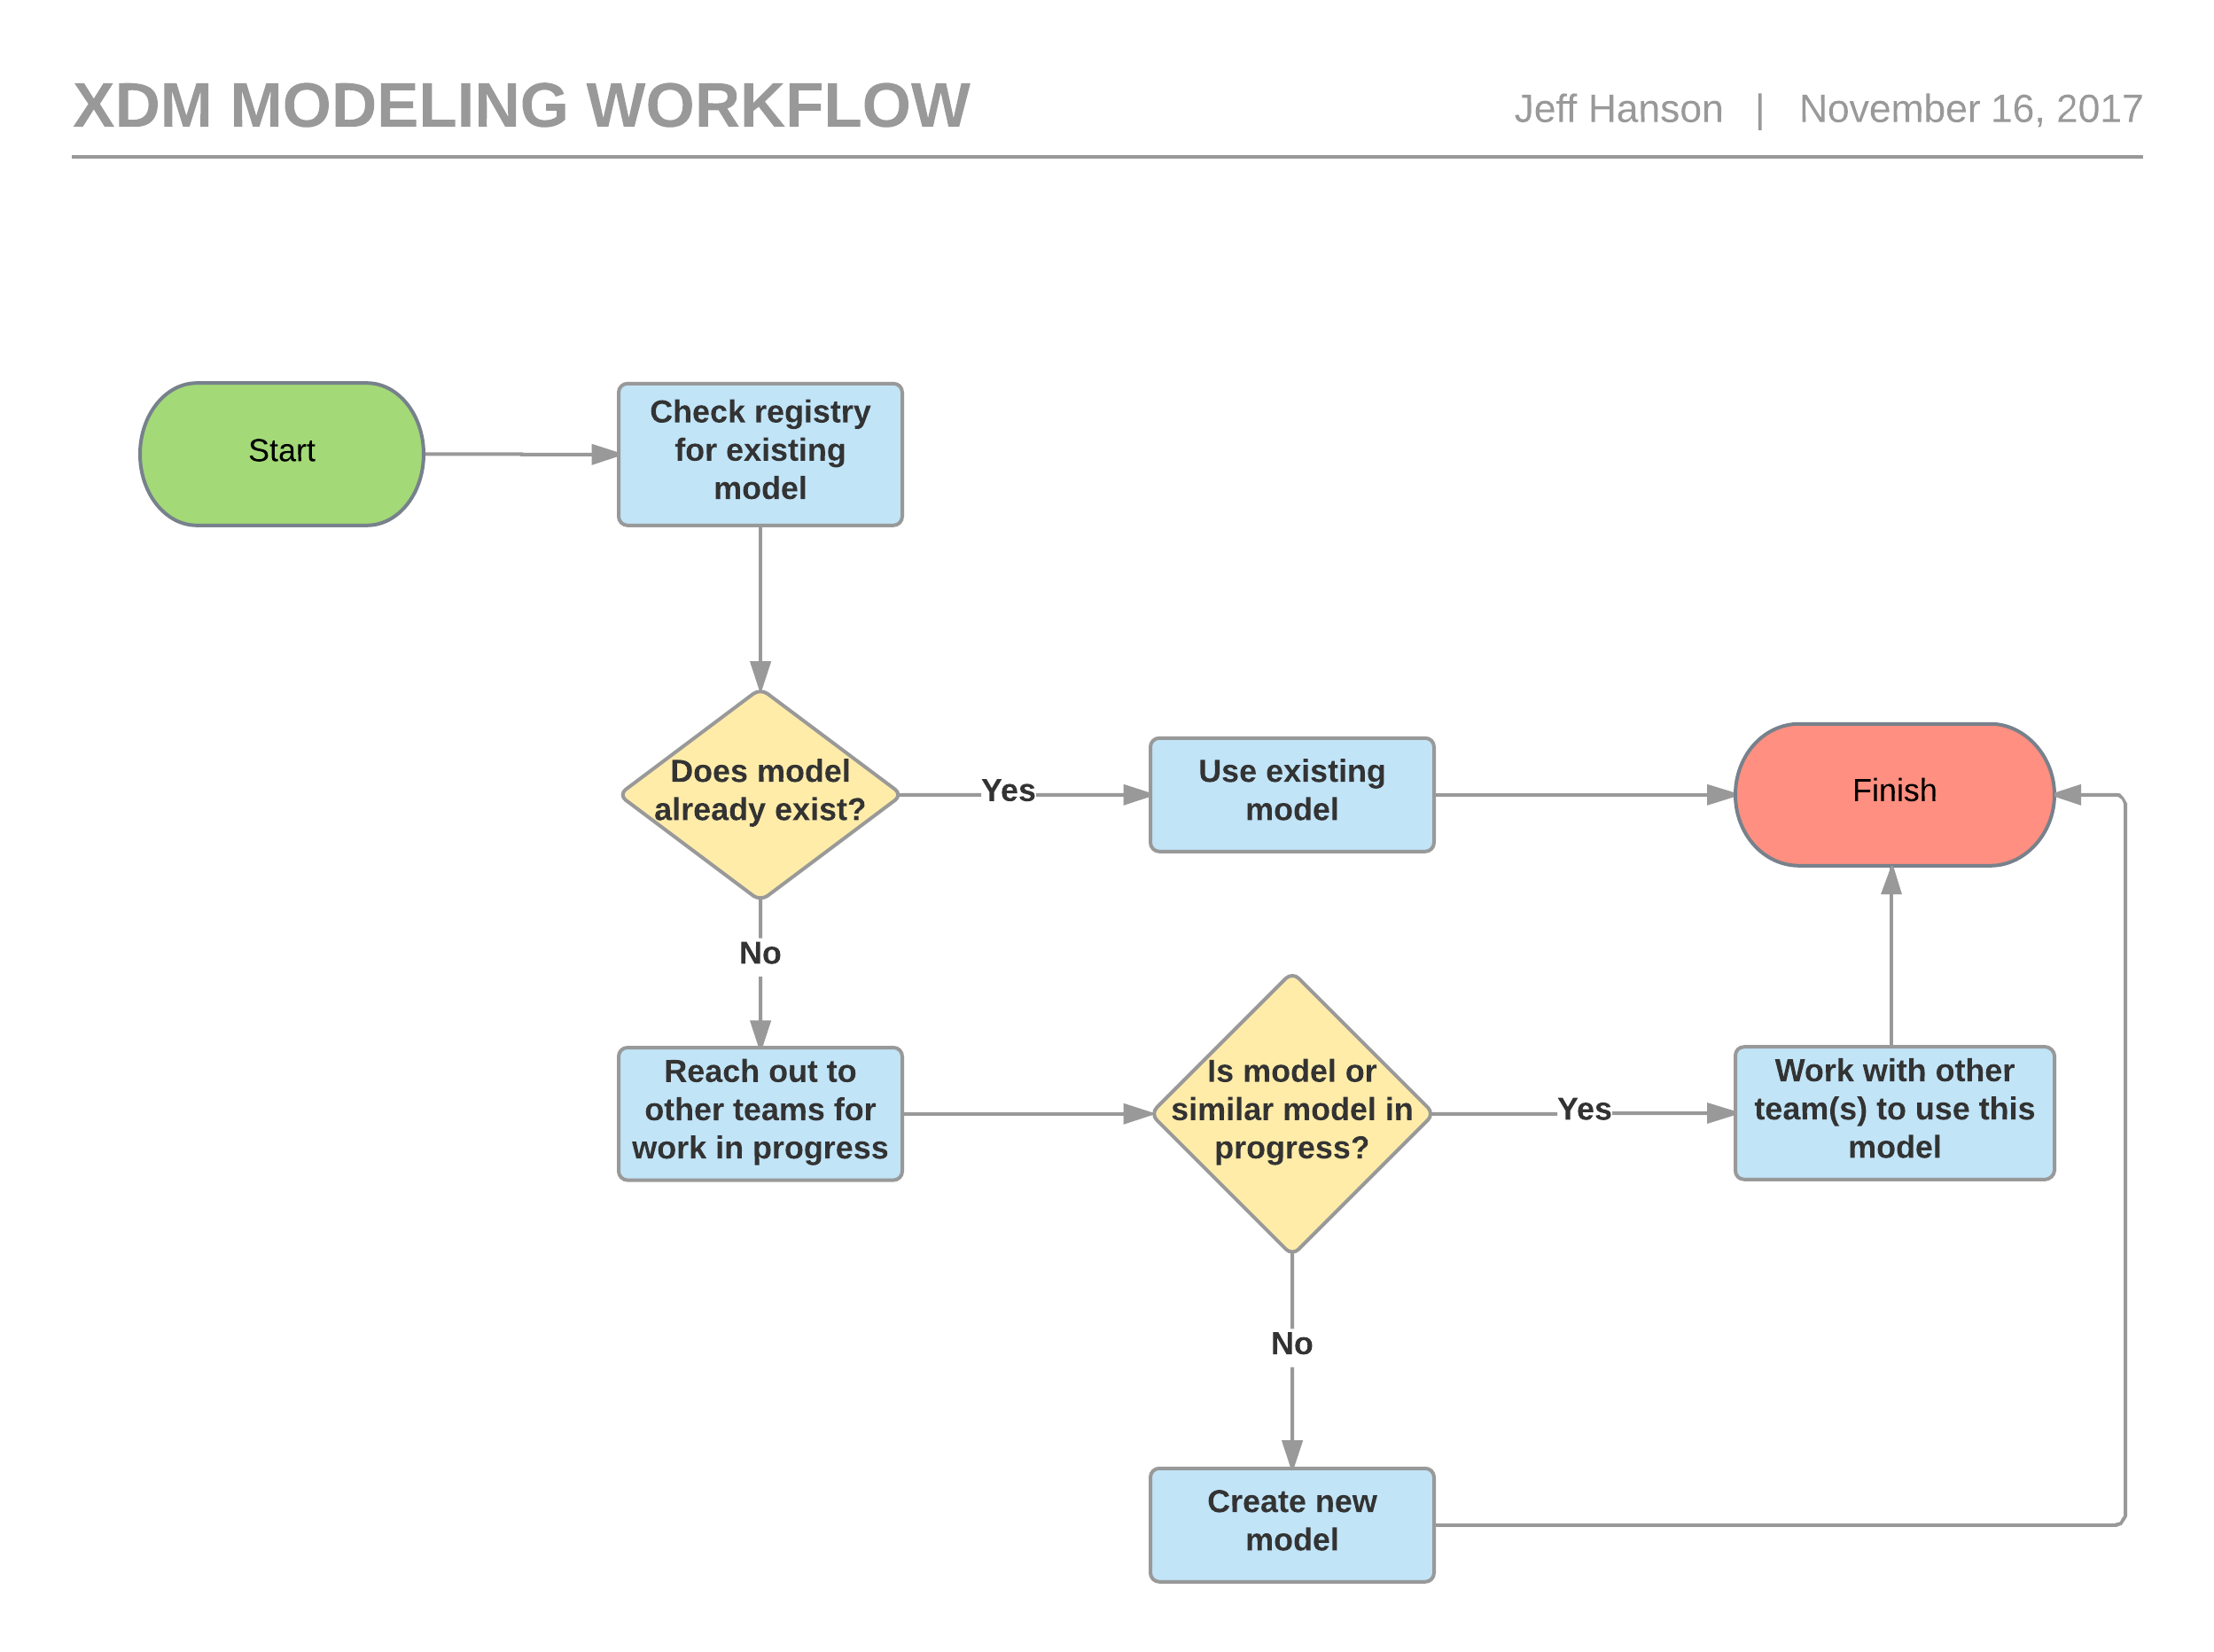 XDM MODELING WORKFLOW
Jeff Hanson | November 16, 2017
Start
Check registry
for existing
model
Does model
already exist?
Yes
Use existing
model
Finish
No
Reach out to
other teams for
work in progress
Is model or
similar model in
progress?
Yes
Work with other
team(s) to use this
model
No
Create new
model